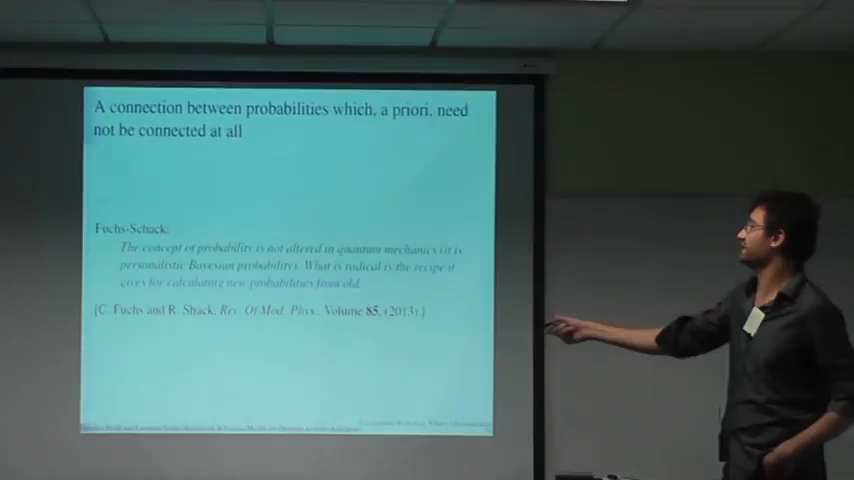 A connection between probabilities which, a priori, need
not be connected at all
Fuchs-Schack:
The concept of probability is not altered in quantum mechanics (it is
personalistic Bayesian probability). What is radical is the recipe it
gives for calculating new probabilities from old.
[C. Fuchs and R. Shack, Rev. Of Mod. Phys., Volume 85, (2013).]